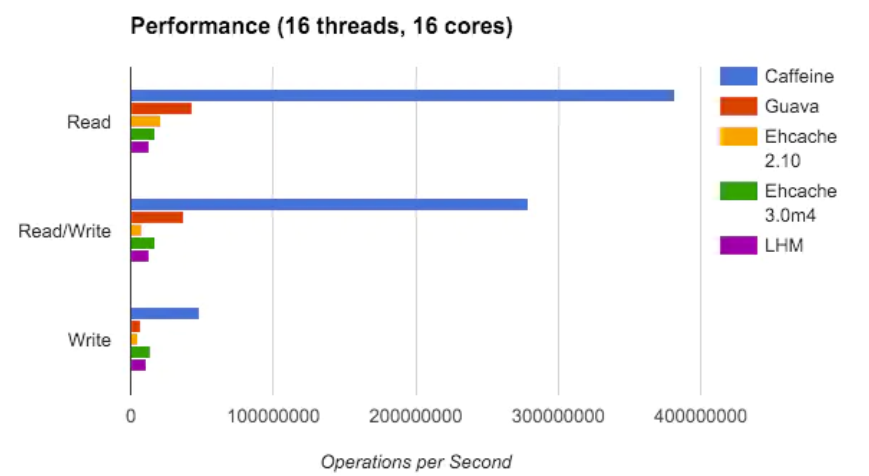 Performance (16 threads, 16 cores)
Caffeine
Guava
Ehcache
2.10
Ehcache
3.0m4
LHM
Read
Read/Write
Write
0
100000000
200000000
300000000
400000000
Operations per Second